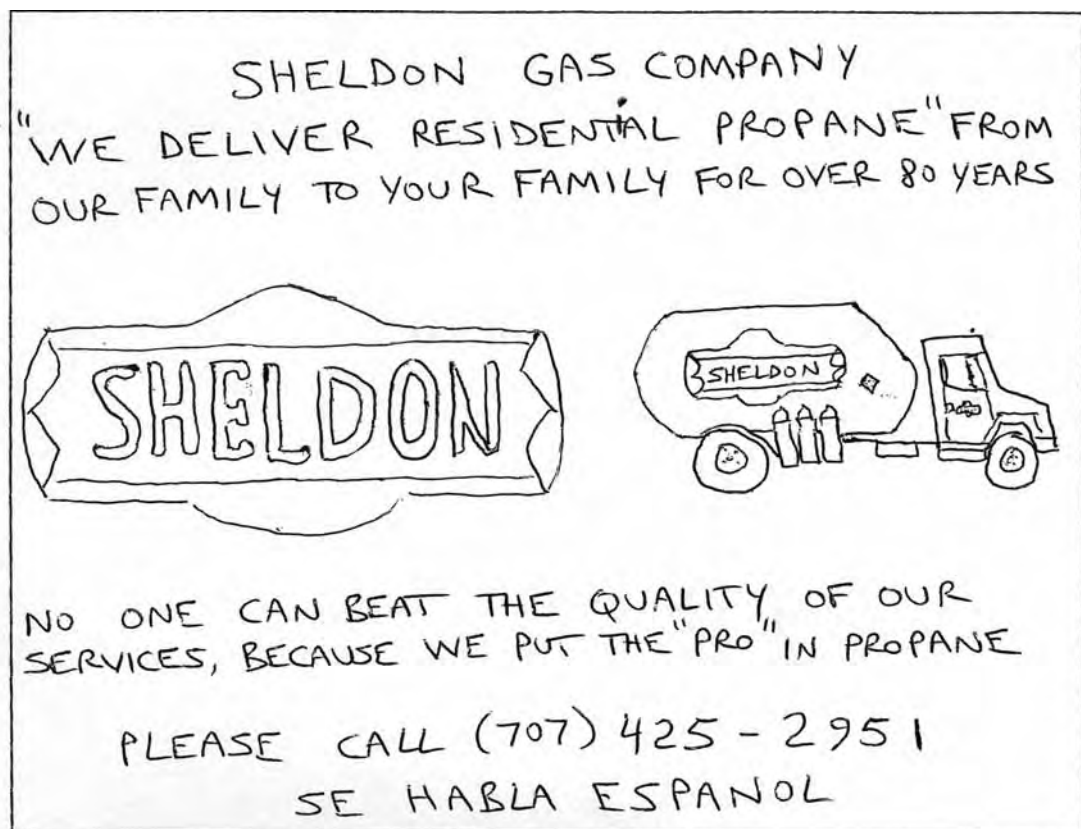 SHELDON GAS COMPANY
"WE DELIVER RESIDENTIAL PROPANE" FROM
OUR FAMILY TO YOUR FAMILY FOR OVER 80 YEARS
SHELDON
SHELDON
NO ONE CAN BEAT THE QUALITY OF OUR
SERVICES, BECAUSE WE PUT THE "PRO" IN PROPANE
PLEASE CALL (707) 425-2951
SE HABLA ESPANOL